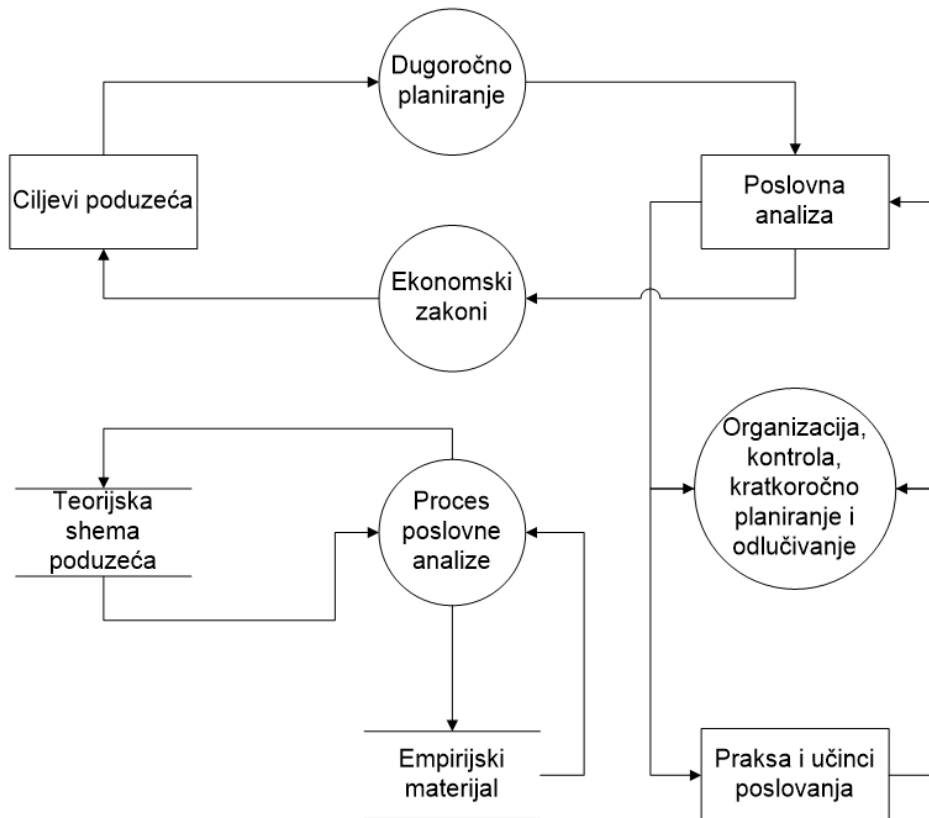 Dugoročno
planiranje
Ciljevi poduzeća
Poslovna
analiza
Ekonomski
zakoni
Organizacija,
kontrola,
kratkoročno
planiranje i
odlučivanje
Teorijska
shema
poduzeća
Proces
poslovne
analize
Empirijski
materijal
Praksa i učinci
poslovanja